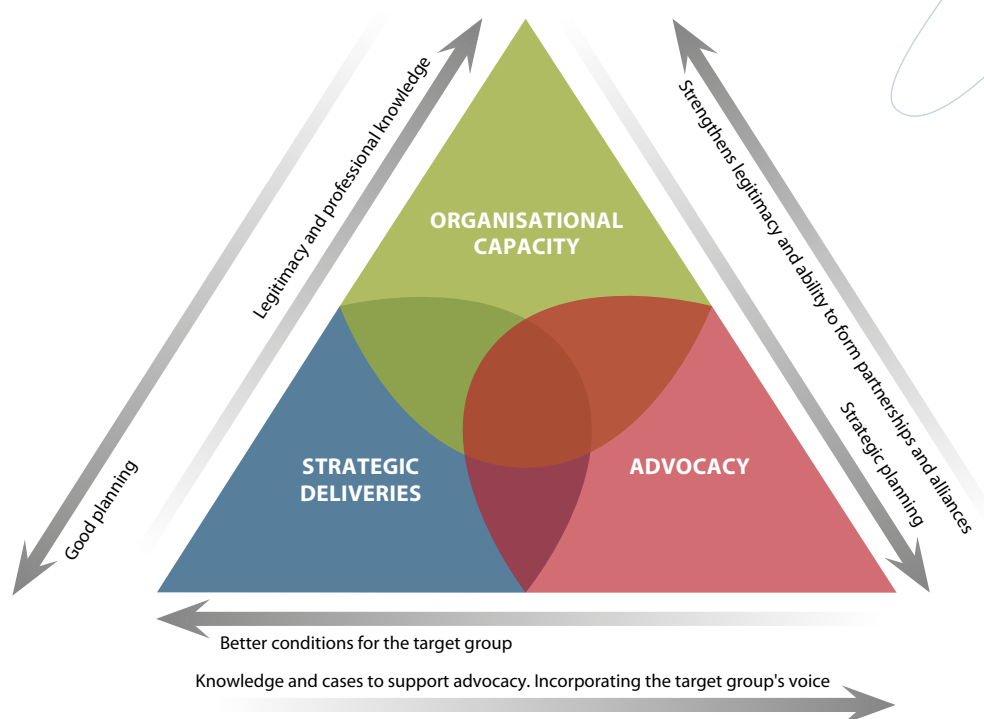 Legitimacy and professional knowledge
Strengthens legitimacy and ability to form partnerships and alliances
ORGANISATIONAL
CAPACITY
Good planning
STRATEGIC
DELIVERIES
ADVOCACY
Strategic planning
Better conditions for the target group
Knowledge and cases to support advocacy. Incorporating the target group's voice